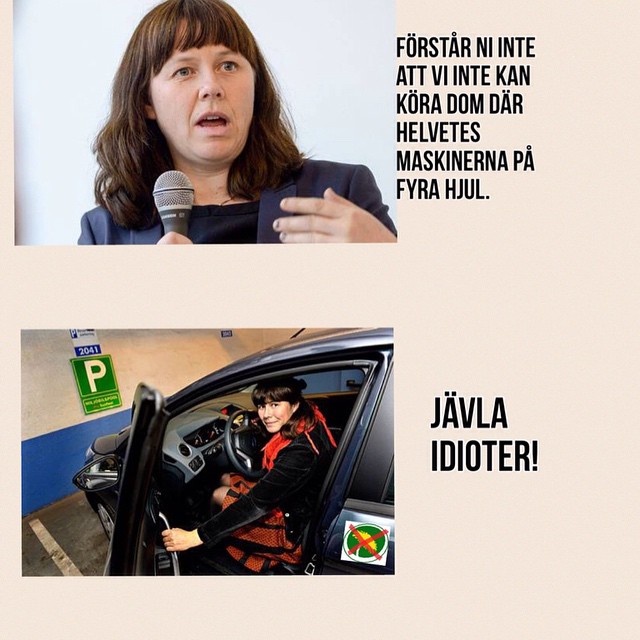 FÖRSTÅR NI INTE
ATT VI INTE KAN
KÖRA DOM DÄR
HELVETES
MASKINERNA PÅ
FYRA HJUL.
2041
P
JÄVLA
IDIOTER!